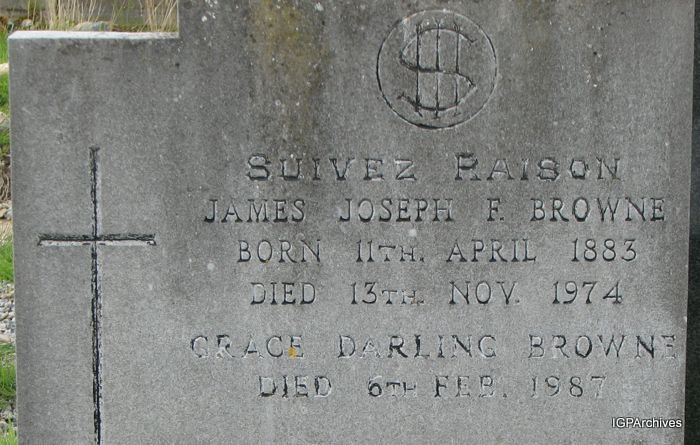 IHS
SUIVEZ RAISON
JAMES JOSEPH F. BROWNE
BORN 11TH. APRIL 1883
DIED 13TH. NOV. 1974
GRACE DARLING BROWNE
DIED 6TH FEB. 1987
IGPArchives